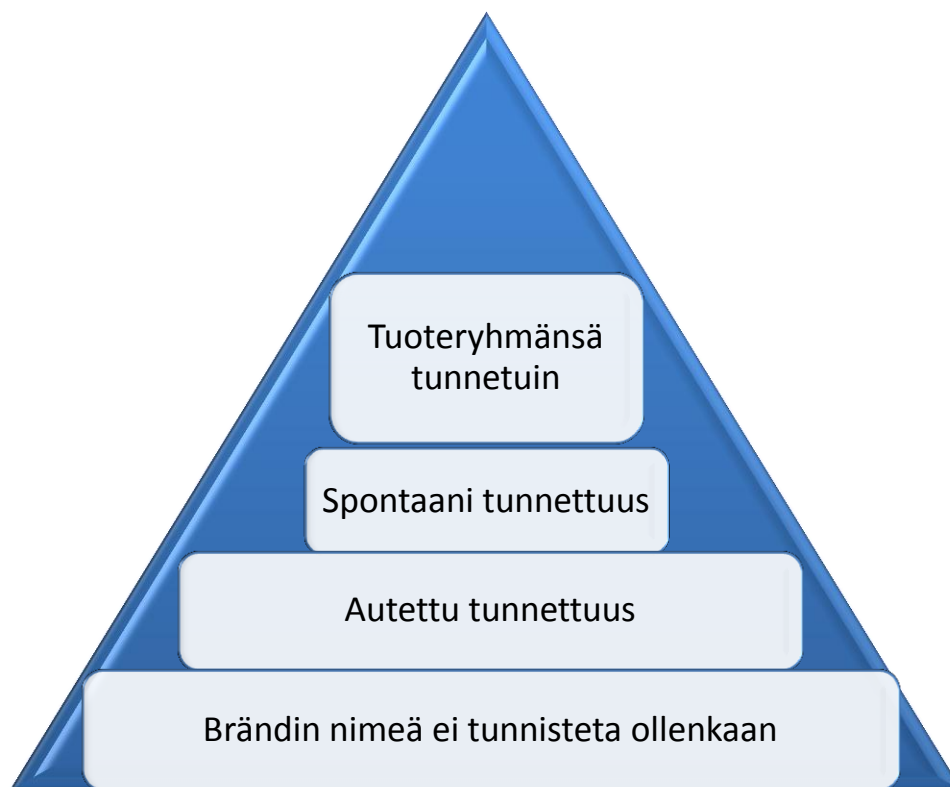 Tuoteryhmänsä
tunnetuin
Spontaani tunnettuus
Autettu tunnettuus
Brändin nimeä ei tunnisteta ollenkaan